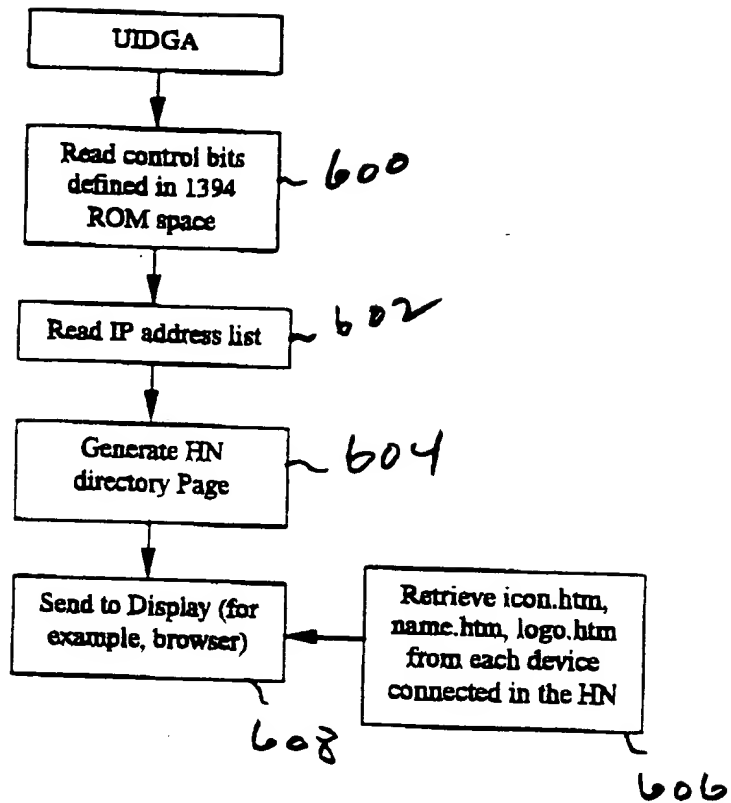 UIDGA
Read control bits
defined in 1394
ROM space
600
Read IP address list
602
Generate HN
directory Page
604
Send to Display (for
example, browser)
608
Retrieve icon.htm,
name.htm, logo.htm
from each device
connected in the HN
606